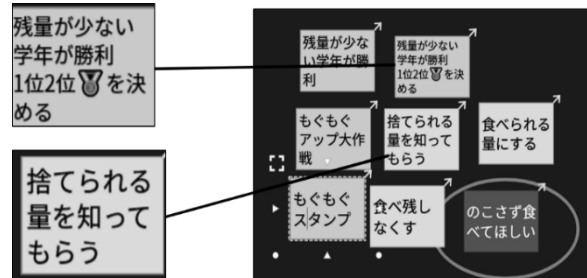 残量が少ない
学年が勝利
1位2位🏅を決
める
捨てられる
量を知って
もらう
残量が少な
い学年が勝
利
残量が少ない
学年が勝利
1位2位🏅を決
める
もぐもぐ
アップ大作
戦
捨てられる
量を知って
もらう
食べられる
量にする
もぐもぐ
スタンプ
食べ残し
なくす
のこさず食
べてほしい